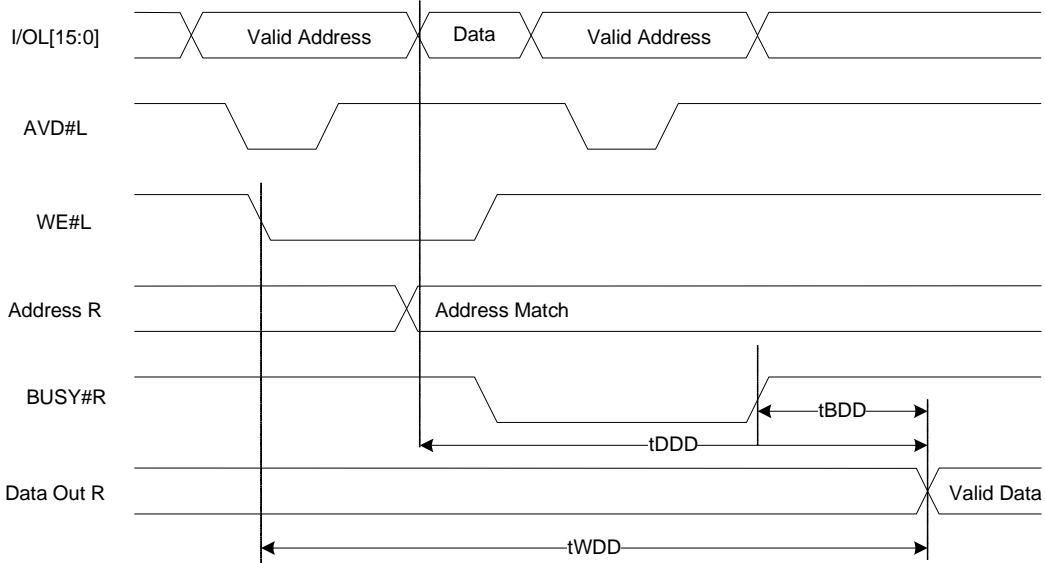 I/OL[15:0] Valid Address Data Valid Address
AVD#L
WE#L
Address R Address Match
BUSY#R
tBDD
tDDD
Data Out R Valid Data
tWDD